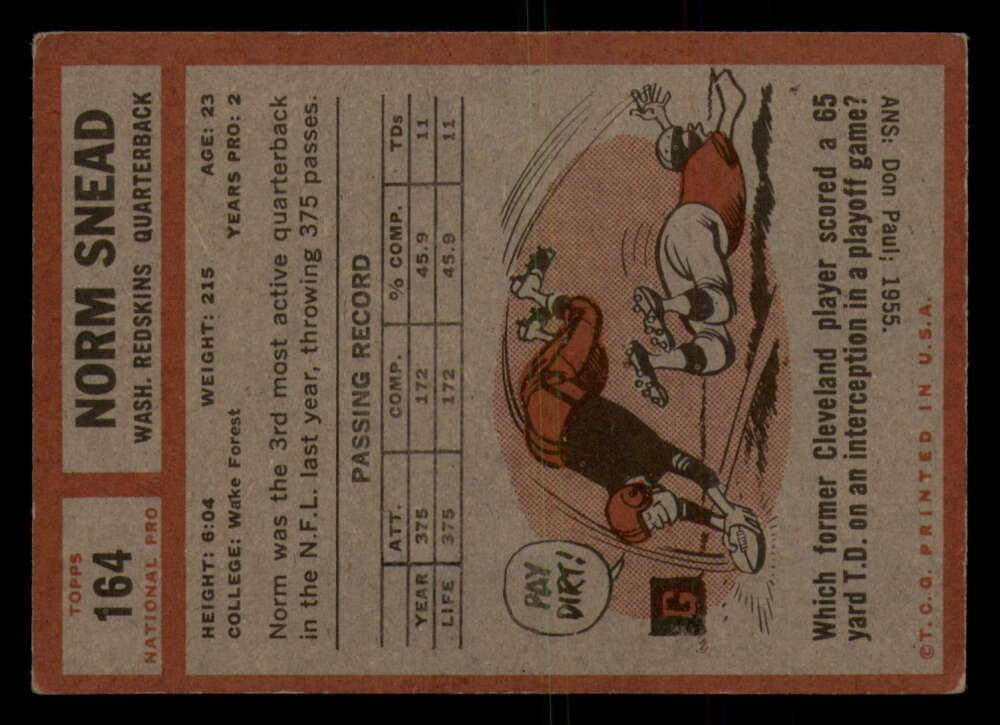 TOPPS
164
NATIONAL PRO
NORM SNEAD
WASH. REDSKINS QUARTERBACK
HEIGHT: 6:04 WEIGHT: 215 AGE: 23
COLLEGE: Wake Forest YEARS PRO: 2
Norm was the 3rd most active quarterback
in the N.F.L. last year, throwing 375 passes.
PASSING RECORD
ATT. COMP. % COMP. TDs
YEAR 375 172 45.9 11
LIFE 375 172 45.9 11
PAY
DIRT!
G
Which former Cleveland player scored a 65
yard T.D. on an interception in a playoff game?
ANS: Don Paul; 1955.
©T.C.G. PRINTED IN U.S.A.